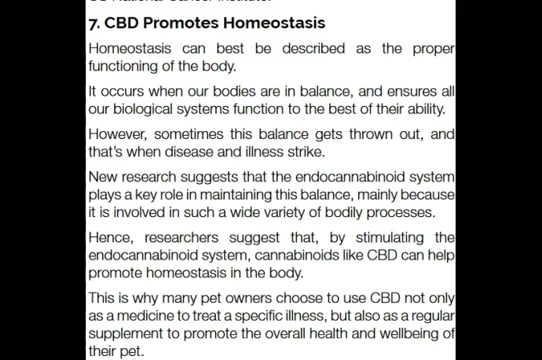 7. CBD Promotes Homeostasis
Homeostasis can best be described as the proper
functioning of the body.
It occurs when our bodies are in balance, and ensures all
our biological systems function to the best of their ability.
However, sometimes this balance gets thrown out, and
that's when disease and illness strike.
New research suggests that the endocannabinoid system
plays a key role in maintaining this balance, mainly because
it is involved in such a wide variety of bodily processes.
Hence, researchers suggest that, by stimulating the
endocannabinoid system, cannabinoids like CBD can help
promote homeostasis in the body.
This is why many pet owners choose to use CBD not only
as a medicine to treat a specific illness, but also as a regular
supplement to promote the overall health and wellbeing of
their pet.